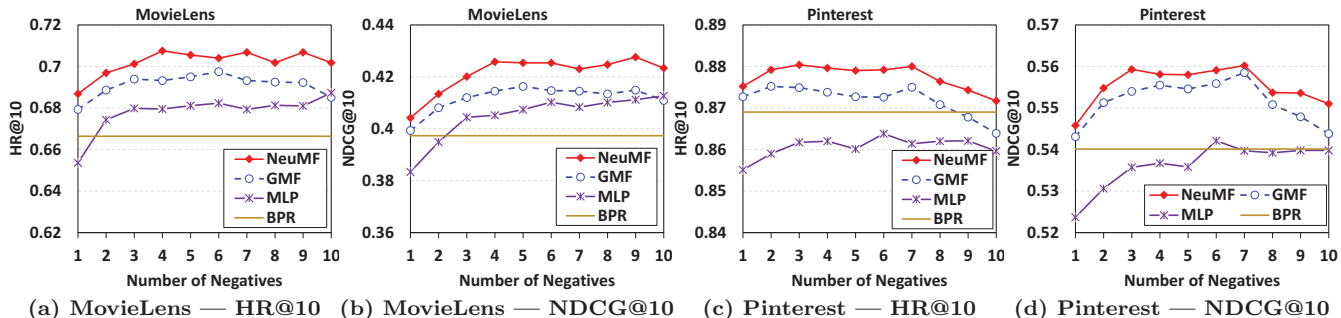 MovieLens
0.72
0.7
0.68
0.66
0.64
0.62
HR@10
NeuMF
GMF
MLP
BPR
1 2 3 4 5 6 7 8 9 10
Number of Negatives
(a) MovieLens — HR@10
MovieLens
0.44
0.42
0.4
0.38
0.36
NDCG@10
NeuMF
GMF
MLP
BPR
1 2 3 4 5 6 7 8 9 10
Number of Negatives
(b) MovieLens — NDCG@10
Pinterest
0.89
0.88
0.87
0.86
0.85
0.84
HR@10
NeuMF
GMF
MLP
BPR
1 2 3 4 5 6 7 8 9 10
Number of Negatives
(c) Pinterest — HR@10
Pinterest
0.57
0.56
0.55
0.54
0.53
0.52
NDCG@10
NeuMF GMF
MLP BPR
1 2 3 4 5 6 7 8 9 10
Number of Negatives
(d) Pinterest — NDCG@10